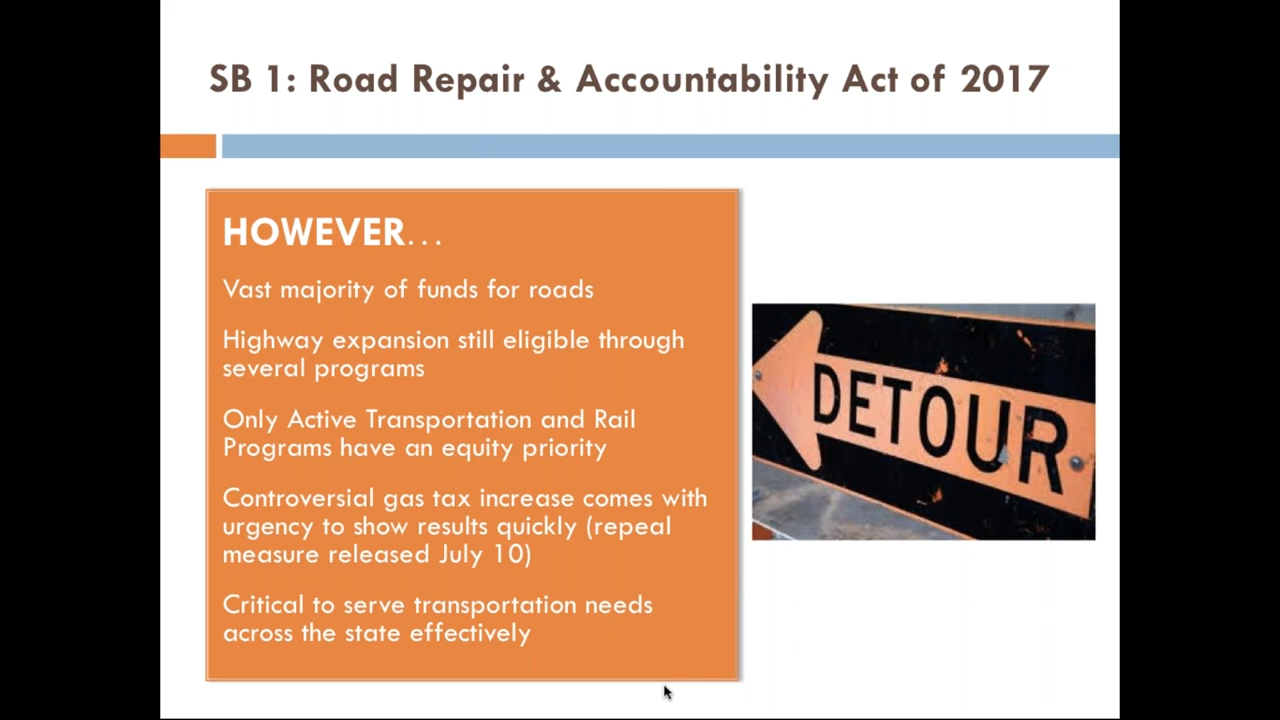 SB 1: Road Repair & Accountability Act of 2017
HOWEVER...
Vast majority of funds for roads
Highway expansion still eligible through
several programs
Only Active Transportation and Rail
Programs have an equity priority
Controversial gas tax increase comes with
urgency to show results quickly (repeal
measure released July 10)
Critical to serve transportation needs
across the state effectively
DETOUR